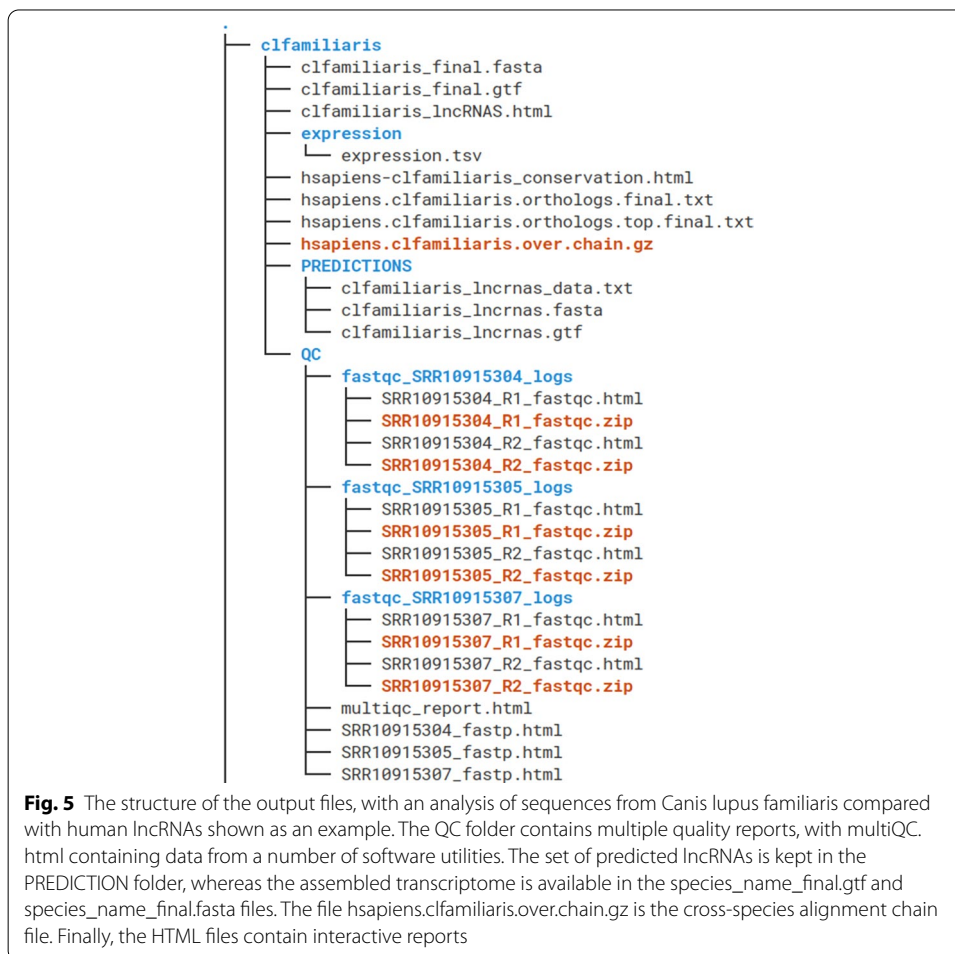 .
clfamiliaris
clfamiliaris_final.fasta
clfamiliaris_final.gtf
clfamiliaris_lncRNAS.html
expression
expression.tsv
hsapiens-clfamiliaris_conservation.html
hsapiens.clfamiliaris.orthologs.final.txt
hsapiens.clfamiliaris.orthologs.top.final.txt
hsapiens.clfamiliaris.over.chain.gz
PREDICTIONS
clfamiliaris_lncrnas_data.txt
clfamiliaris_lncrnas.fasta
clfamiliaris_lncrnas.gtf
QC
fastqc_SRR10915304_logs
SRR10915304_R1_fastqc.html
SRR10915304_R1_fastqc.zip
SRR10915304_R2_fastqc.html
SRR10915304_R2_fastqc.zip
fastqc_SRR10915305_logs
SRR10915305_R1_fastqc.html
SRR10915305_R1_fastqc.zip
SRR10915305_R2_fastqc.html
SRR10915305_R2_fastqc.zip
fastqc_SRR10915307_logs
SRR10915307_R1_fastqc.html
SRR10915307_R1_fastqc.zip
SRR10915307_R2_fastqc.html
SRR10915307_R2_fastqc.zip
multiqc_report.html
SRR10915304_fastp.html
SRR10915305_fastp.html
SRR10915307_fastp.html
Fig. 5 The structure of the output files, with an analysis of sequences from Canis lupus familiaris compared
with human lncRNAs shown as an example. The QC folder contains multiple quality reports, with multiQC.
html containing data from a number of software utilities. The set of predicted lncRNAs is kept in the
PREDICTION folder, whereas the assembled transcriptome is available in the species_name_final.gtf and
species_name_final.fasta files. The file hsapiens.clfamiliaris.over.chain.gz is the cross-species alignment chain
file. Finally, the HTML files contain interactive reports